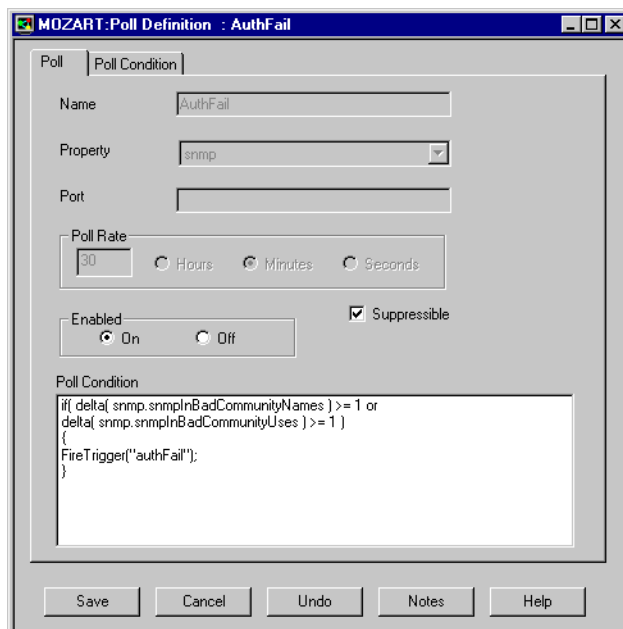 MOZART:Poll Definition : AuthFail
Poll
Poll Condition
Name
AuthFail
Property
snmp
Port
Poll Rate
30
Hours
Minutes
Seconds
Enabled
On
Off
Suppressible
Poll Condition
if( delta( snmp.snmpInBadCommunityNames ) >= 1 or
delta( snmp.snmpInBadCommunityUses ) >= 1 )
{
FireTrigger("authFail");
}
Save
Cancel
Undo
Notes
Help